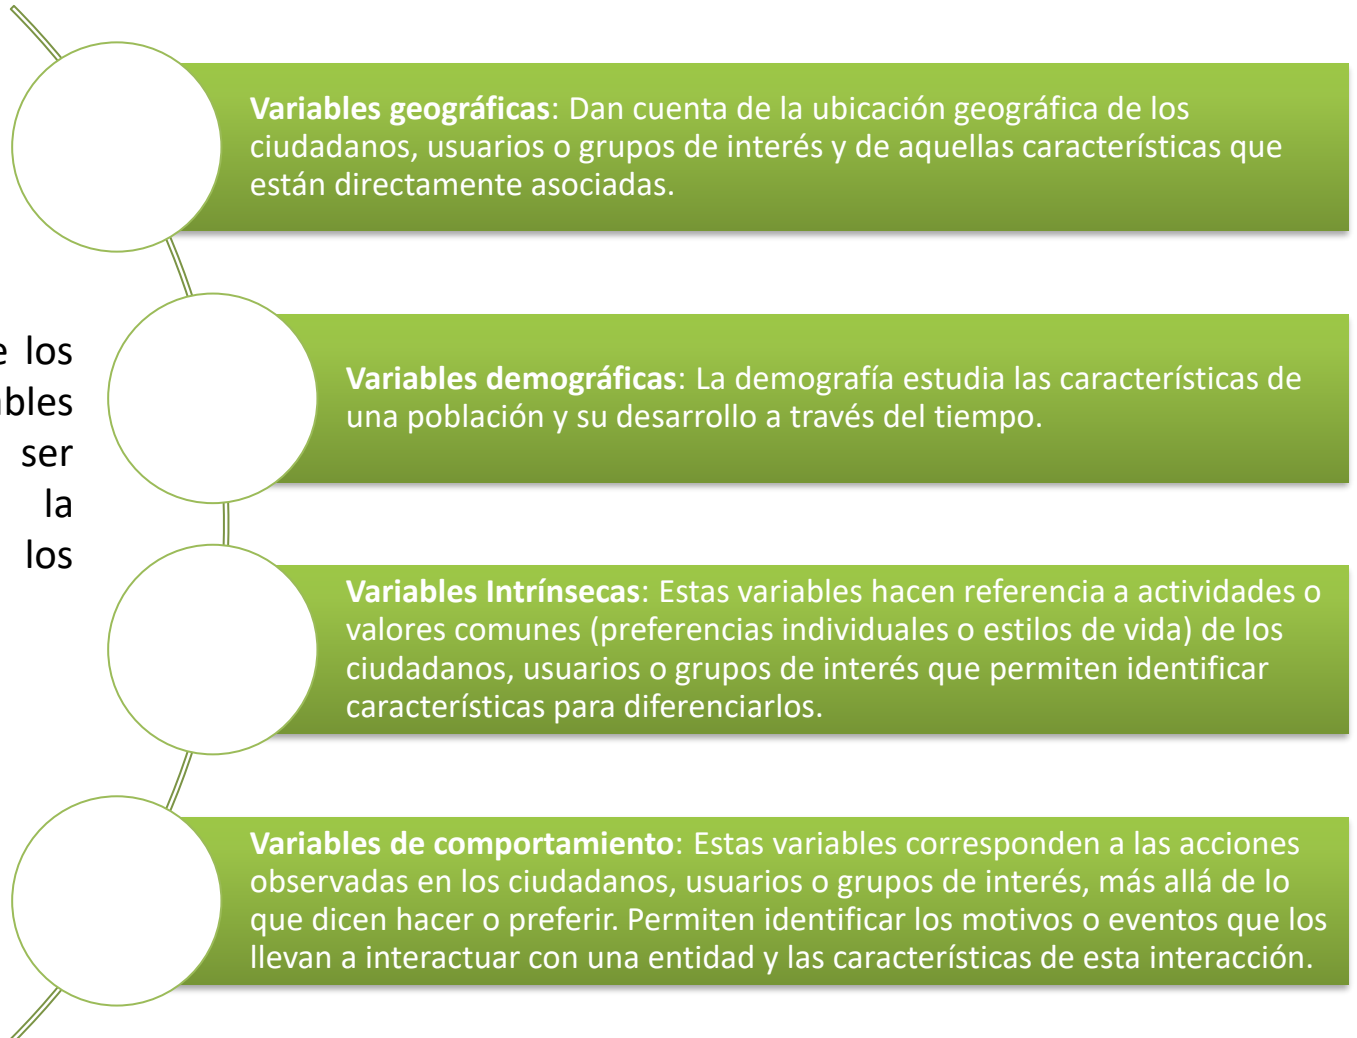 Variables geográficas: Dan cuenta de la ubicación geográfica de los
ciudadanos, usuarios o grupos de interés y de aquellas características que
están directamente asociadas.
los
ser
la
los
Variables demográficas: La demografía estudia las características de
una población y su desarrollo a través del tiempo.
Variables Intrínsecas: Estas variables hacen referencia a actividades o
valores comunes (preferencias individuales o estilos de vida) de los
ciudadanos, usuarios o grupos de interés que permiten identificar
características para diferenciarlos.
Variables de comportamiento: Estas variables corresponden a las acciones
observadas en los ciudadanos, usuarios o grupos de interés, más allá de lo
que dicen hacer o preferir. Permiten identificar los motivos o eventos que los
llevan a interactuar con una entidad y las características de esta interacción.